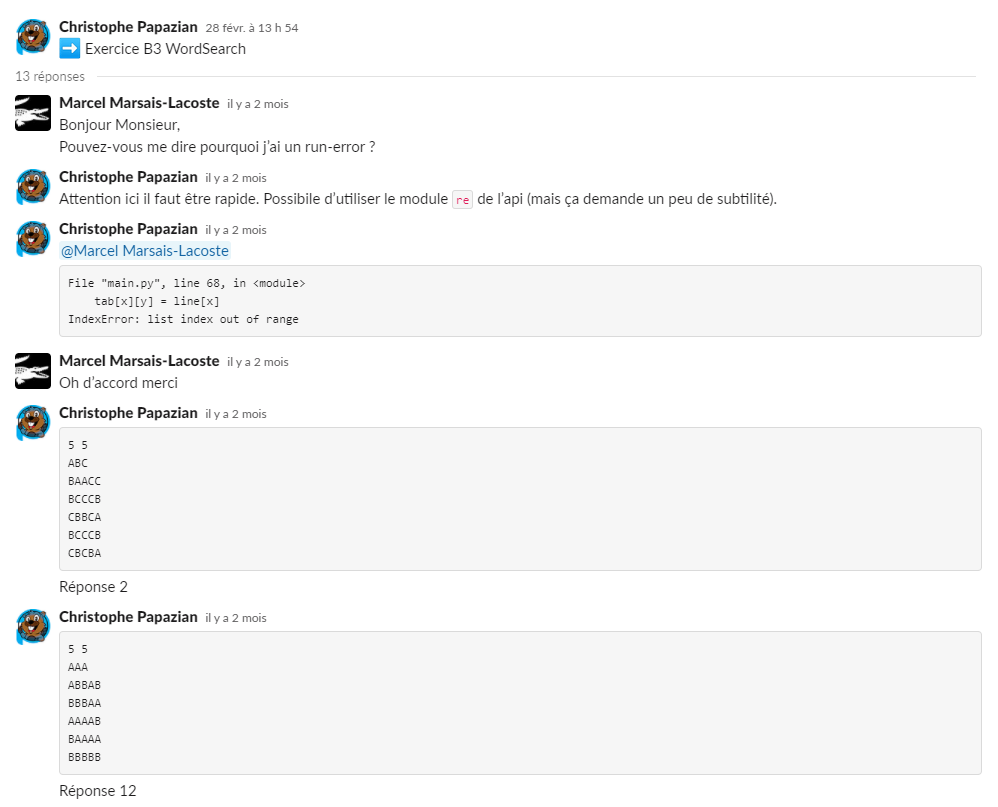 Christophe Papazian 28 févr. à 13 h 54
➡ Exercice B3 WordSearch
13 réponses
Marcel Marsais-Lacoste il y a 2 mois
Bonjour Monsieur,
Pouvez-vous me dire pourquoi j'ai un run-error ?
Christophe Papazian il y a 2 mois
Attention ici il faut être rapide. Possibile d'utiliser le module re de l'api (mais ça demande un peu de subtilité).
Christophe Papazian il y a 2 mois
@Marcel Marsais-Lacoste
File "main.py", line 68, in <module>
    tab[x][y] = line[x]
IndexError: list index out of range
Marcel Marsais-Lacoste il y a 2 mois
Oh d'accord merci
Christophe Papazian il y a 2 mois
5 5
ABC
BAACC
BCCCB
CBBCA
BCCCB
CBCBA
Réponse 2
Christophe Papazian il y a 2 mois
5 5
AAA
ABBAB
BBBAA
AAAAB
BAAAA
BBBBB
Réponse 12